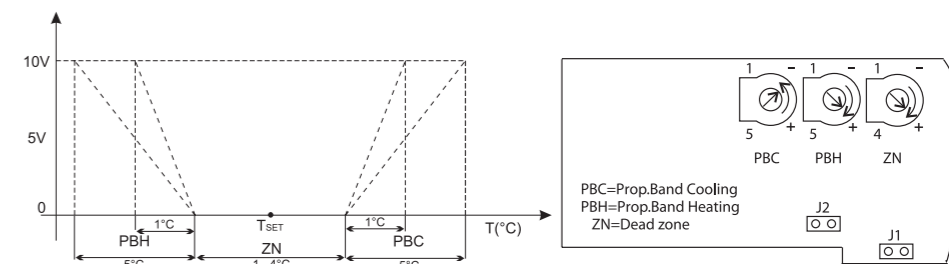 10V
5V
0
1°C
TSET
1°C
T(°C)
PBH
ZN
PBC
5°C
1...4°C
5°C
1 - 1 - 1 -
5 + 5 + 4 +
PBC PBH ZN
PBC=Prop.Band Cooling
PBH=Prop.Band Heating
ZN=Dead zone
J2
J1